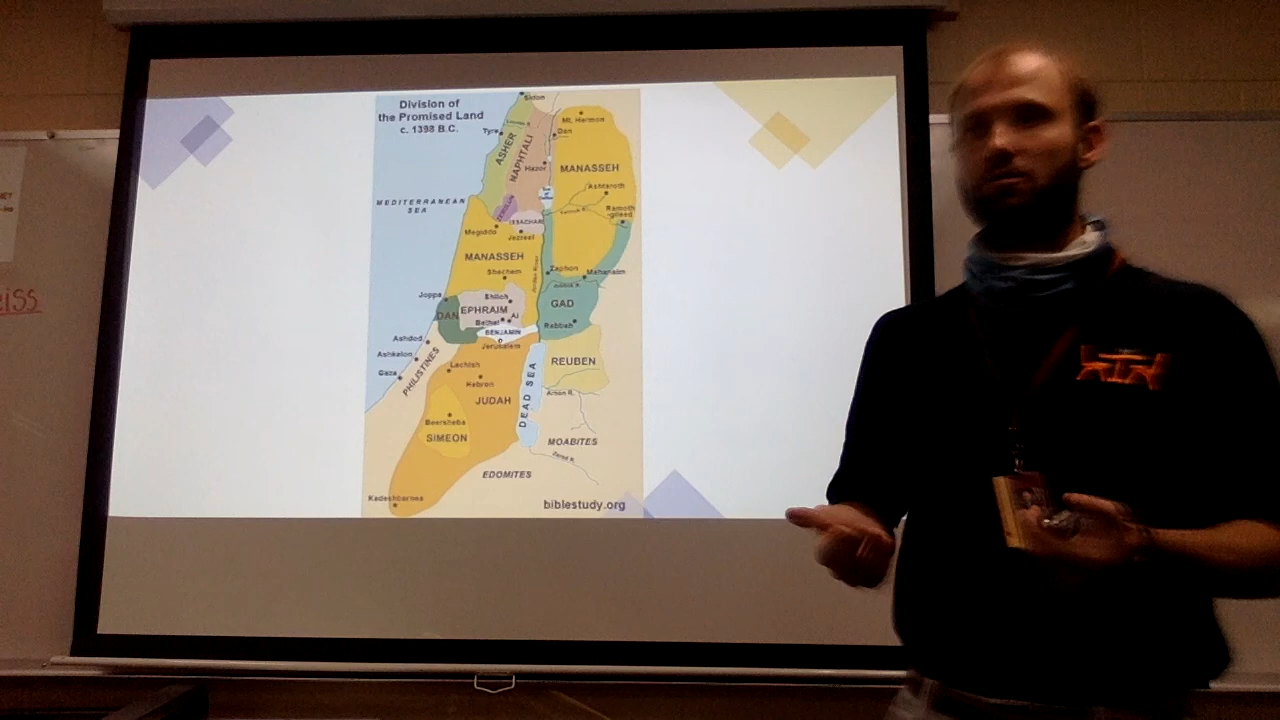 Division of
the Promised Land
c. 1398 B.C.
Sidon
Mt. Hermon
Tyre
Dan
ASHER
NAPHTALI
Hazor
MANASSEH
Ashtaroth
MEDITERRANEAN
SEA
Ramoth
-gilead
ISSACHAR
Megiddo
Jezreel
MANASSEH
Shechem
Zaphon
Mahanaim
Joppa
Shiloh
GAD
DAN
EPHRAIM
Ai
Bethel
Rabbah
BENJAMIN
Jerusalem
Ashdod
Ashkelon
Gaza
PHILISTINES
Lachish
Hebron
REUBEN
DEAD SEA
Arnon R.
JUDAH
Beersheba
SIMEON
MOABITES
EDOMITES
Kadeshbarnea
biblestudy.org
eiss